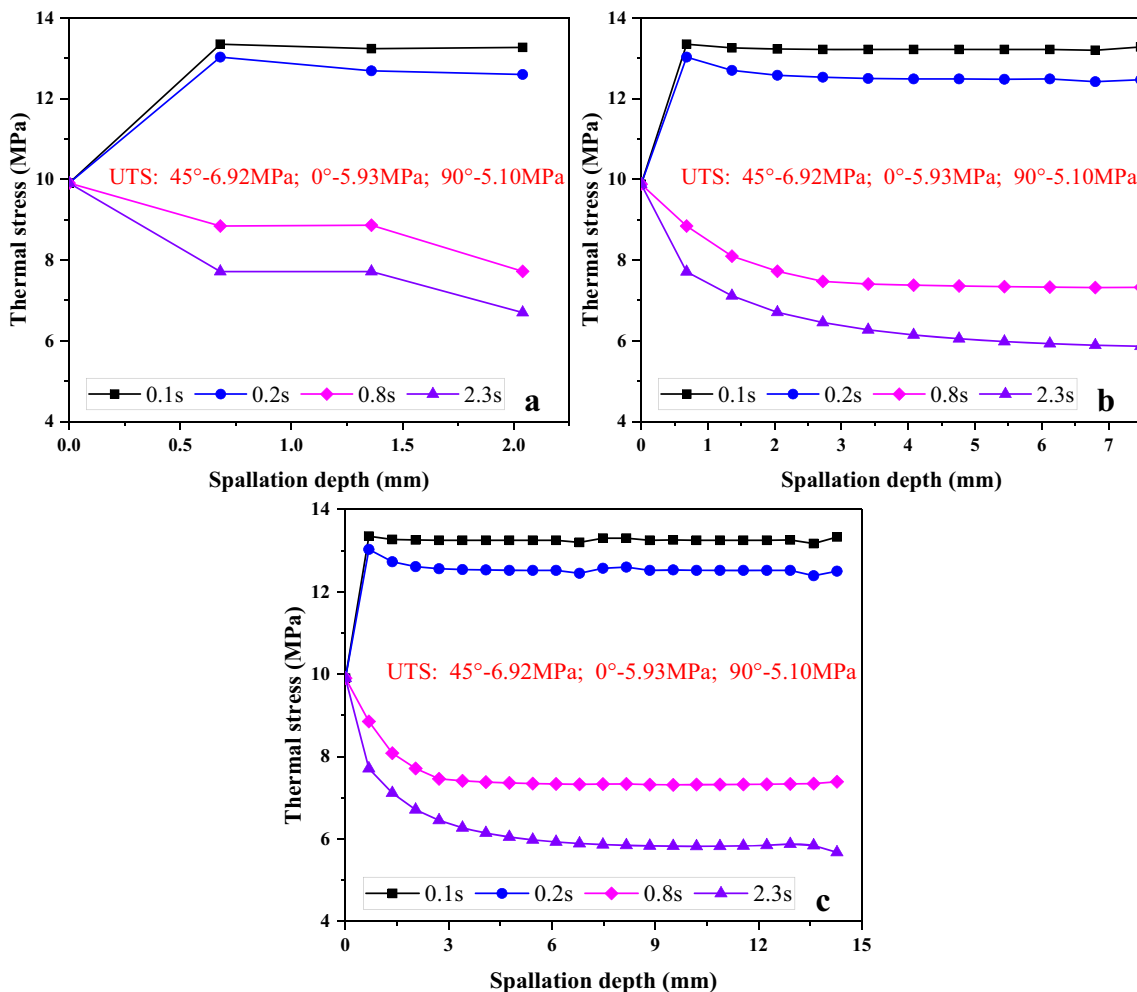 14
12
10
8
6
4
Thermal stress (MPa)
UTS: 45°-6.92MPa; 0°-5.93MPa; 90°-5.10MPa
0.1s 0.2s 0.8s 2.3s
a
0.0 0.5 1.0 1.5 2.0
Spallation depth (mm)
14
12
10
8
6
4
Thermal stress (MPa)
UTS: 45°-6.92MPa; 0°-5.93MPa; 90°-5.10MPa
0.1s 0.2s 0.8s 2.3s
b
0 1 2 3 4 5 6 7
Spallation depth (mm)
14
12
10
8
6
4
Thermal stress (MPa)
UTS: 45°-6.92MPa; 0°-5.93MPa; 90°-5.10MPa
0.1s 0.2s 0.8s 2.3s
c
0 3 6 9 12 15
Spallation depth (mm)